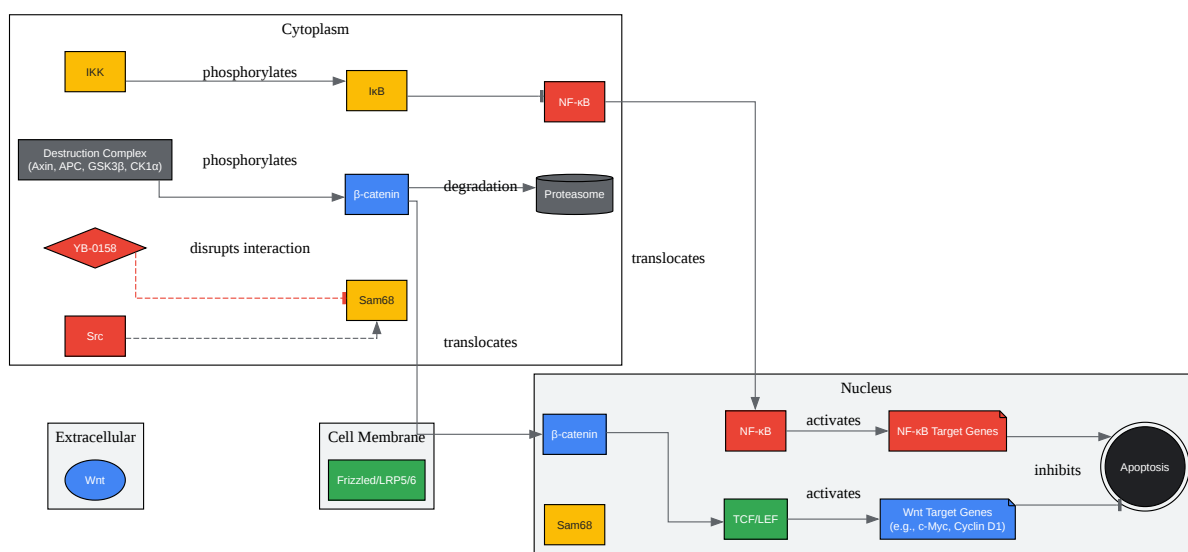 Cytoplasm
IKK
phosphorylates
IκB
NF-κB
Destruction Complex
(Axin, APC, GSK3β, CK1α)
phosphorylates
β-catenin
degradation
Proteasome
YB-0158
disrupts interaction
translocates
Sam68
Src
translocates
Nucleus
Extracellular
Wnt
Cell Membrane
Frizzled/LRP5/6
β-catenin
NF-κB
activates
NF-κB Target Genes
inhibits
Apoptosis
Sam68
TCF/LEF
activates
Wnt Target Genes
(e.g., c-Myc, Cyclin D1)